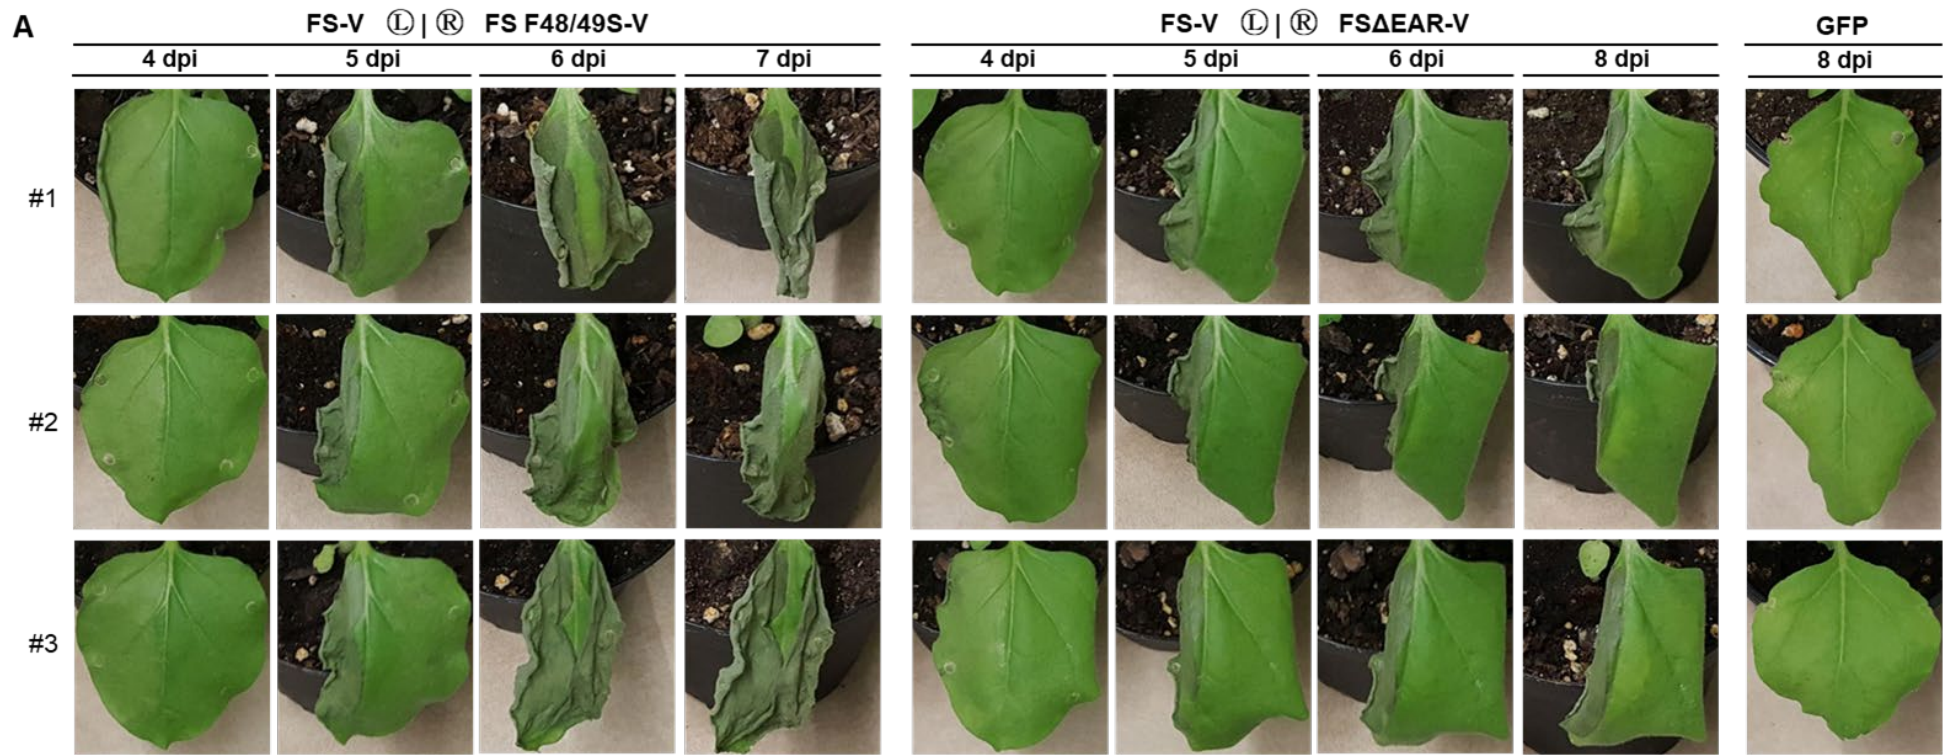 A
FS-V Ⓛ | Ⓡ FS F48/49S-V
FS-V Ⓛ | Ⓡ FSΔEAR-V
GFP
4 dpi
5 dpi
6 dpi
7 dpi
4 dpi
5 dpi
6 dpi
8 dpi
8 dpi
#1
#2
#3